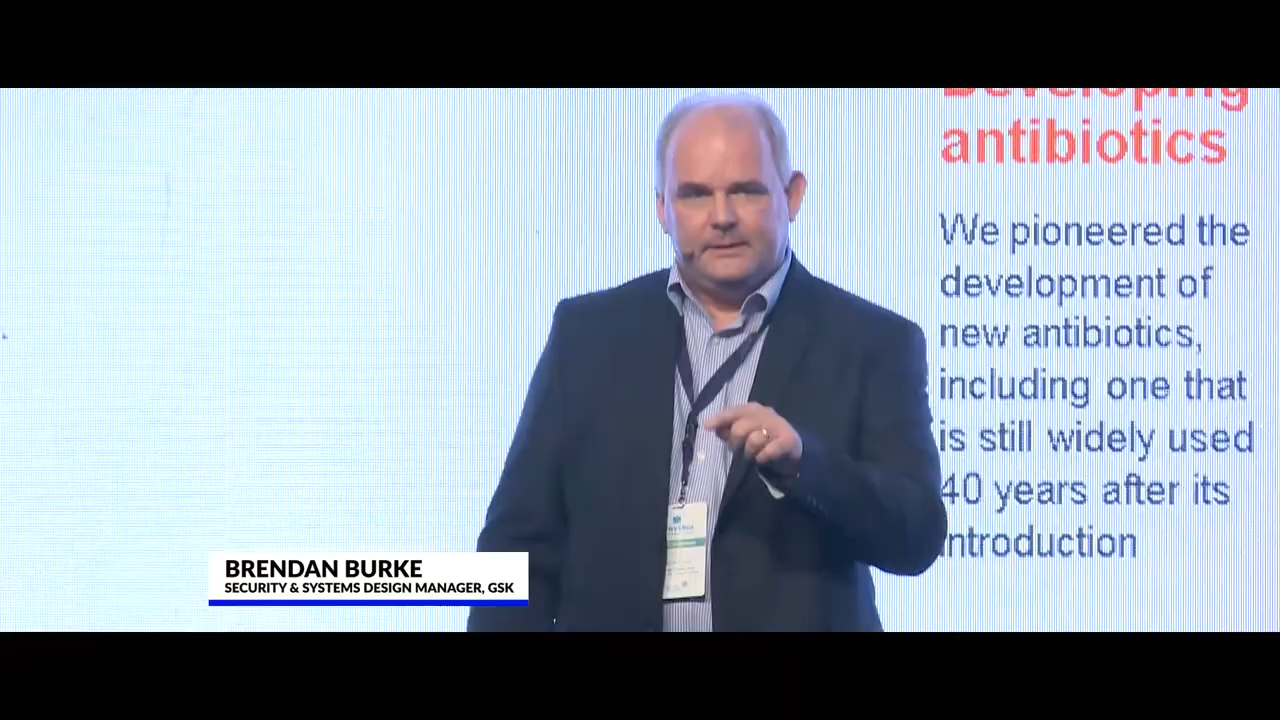 Developing
antibiotics
We pioneered the
development of
new antibiotics,
including one that
is still widely used
40 years after its
introduction
BRENDAN BURKE
SECURITY & SYSTEMS DESIGN MANAGER, GSK